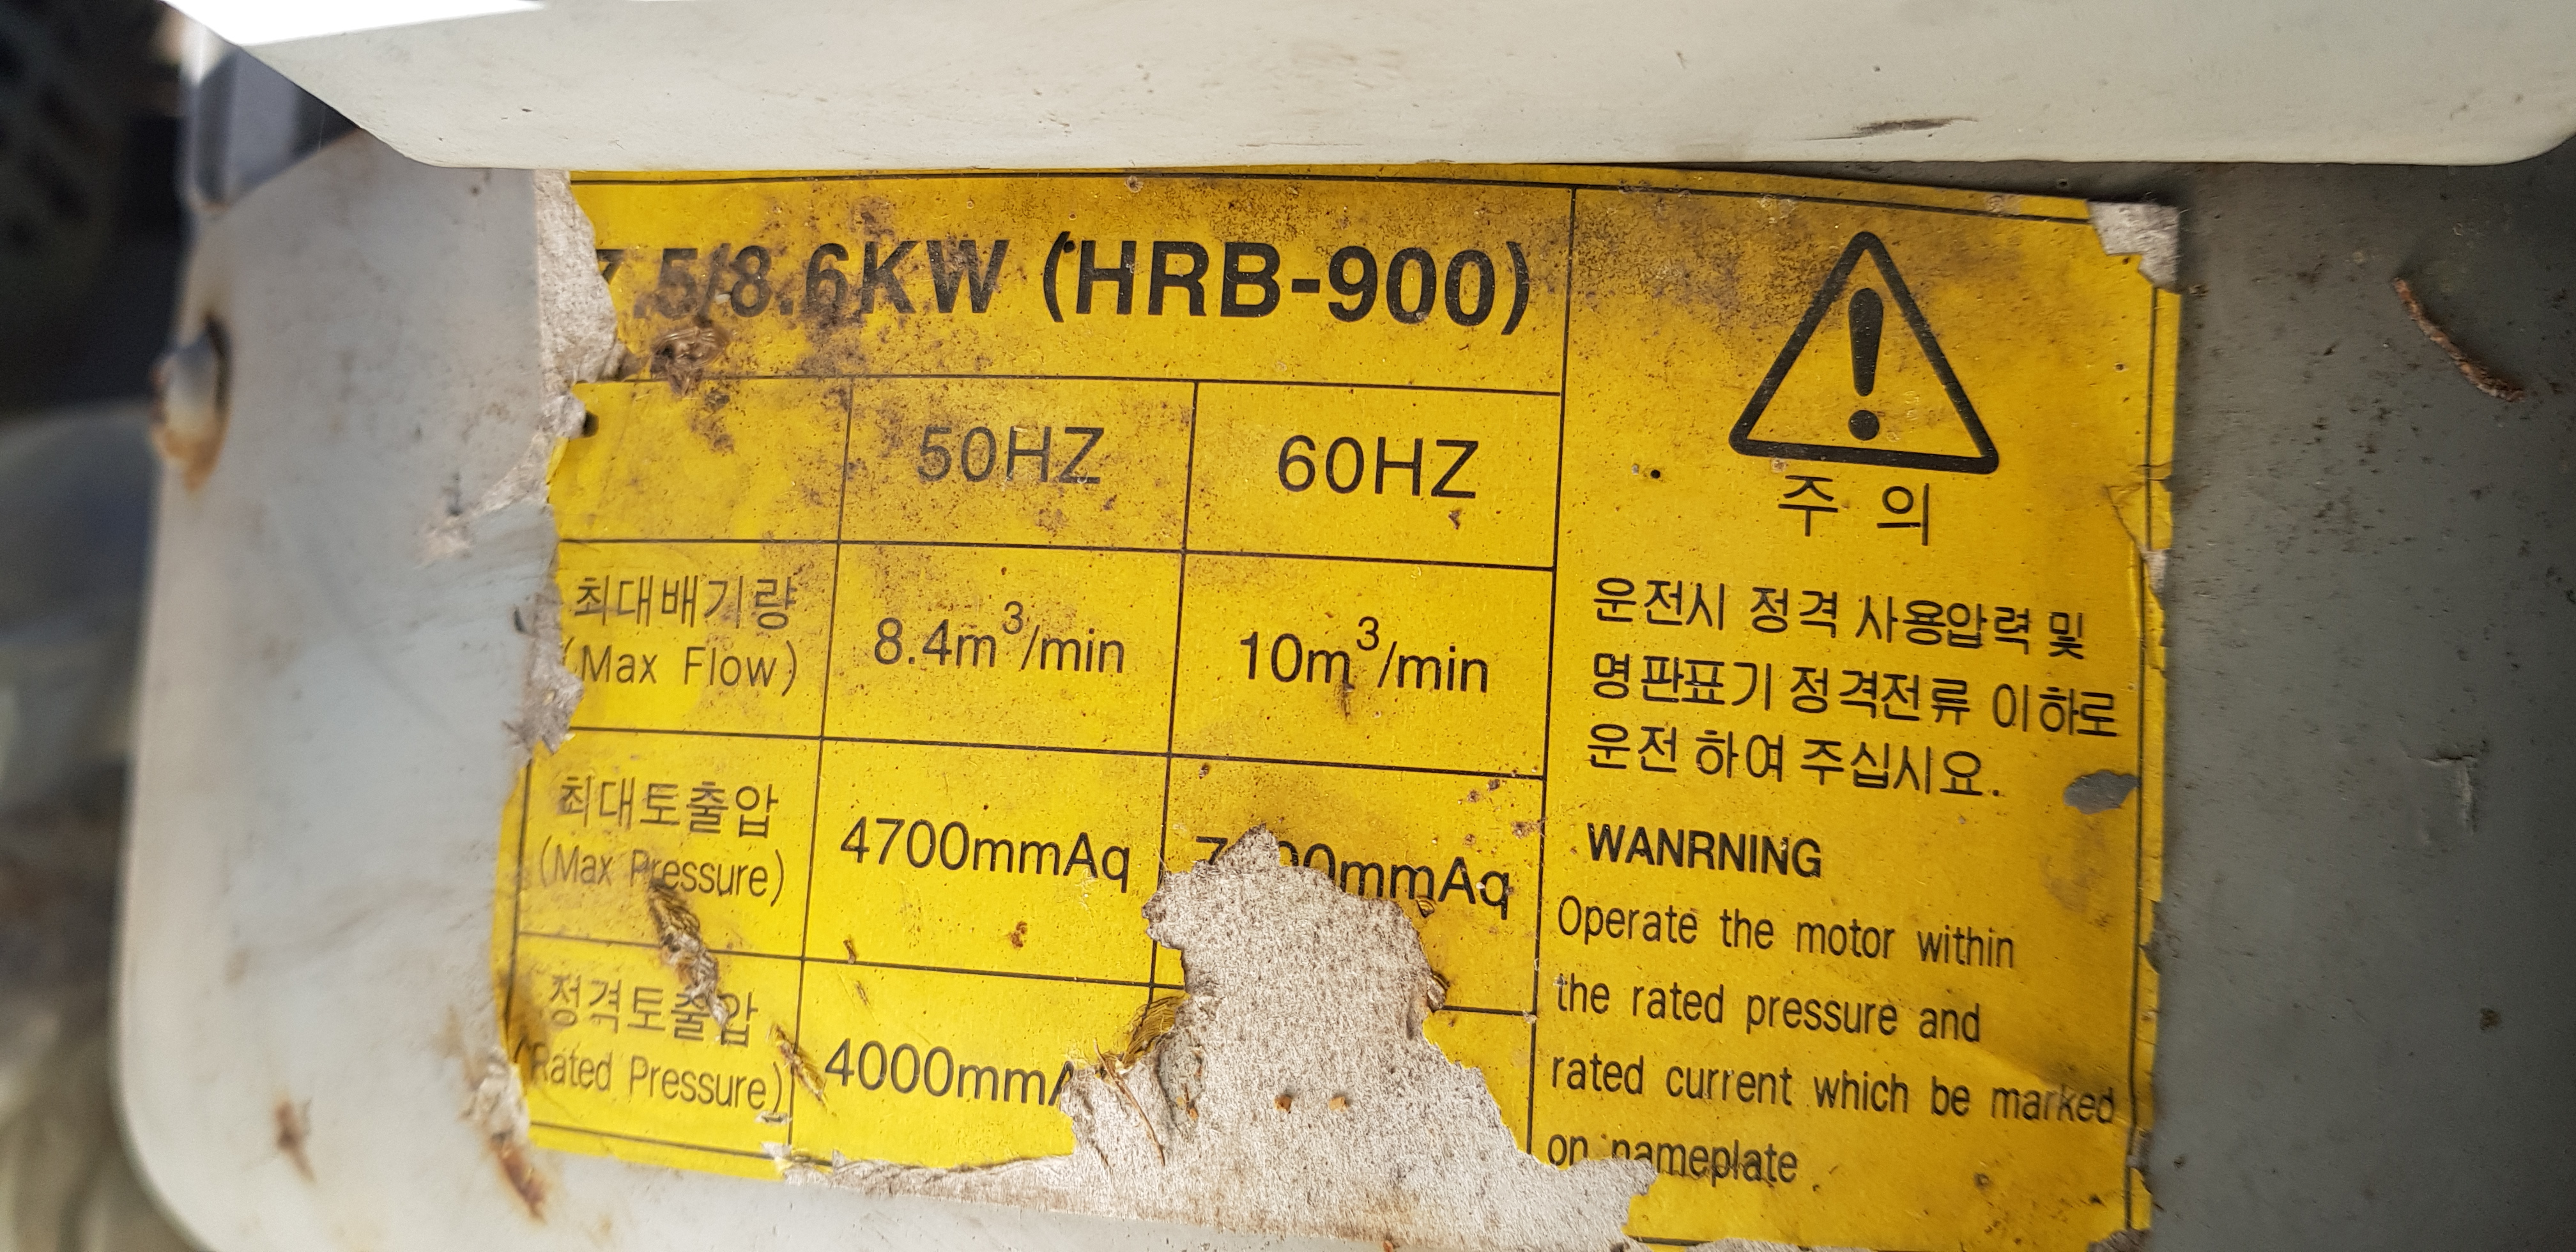 7.5/8.6KW (HRB-900)
50HZ 60HZ
최대배기량
(Max Flow)
8.4m³/min 10m³/min
최대토출압
(Max Pressure)
4700mmAq
정격토출압
(Rated Pressure)
주 의
운전시 정격 사용압력 및
명판표기 정격전류 이하로
운전 하여 주십시요.
WANRNING
Operate the motor within
the rated pressure and
rated current which be marked
on nameplate.